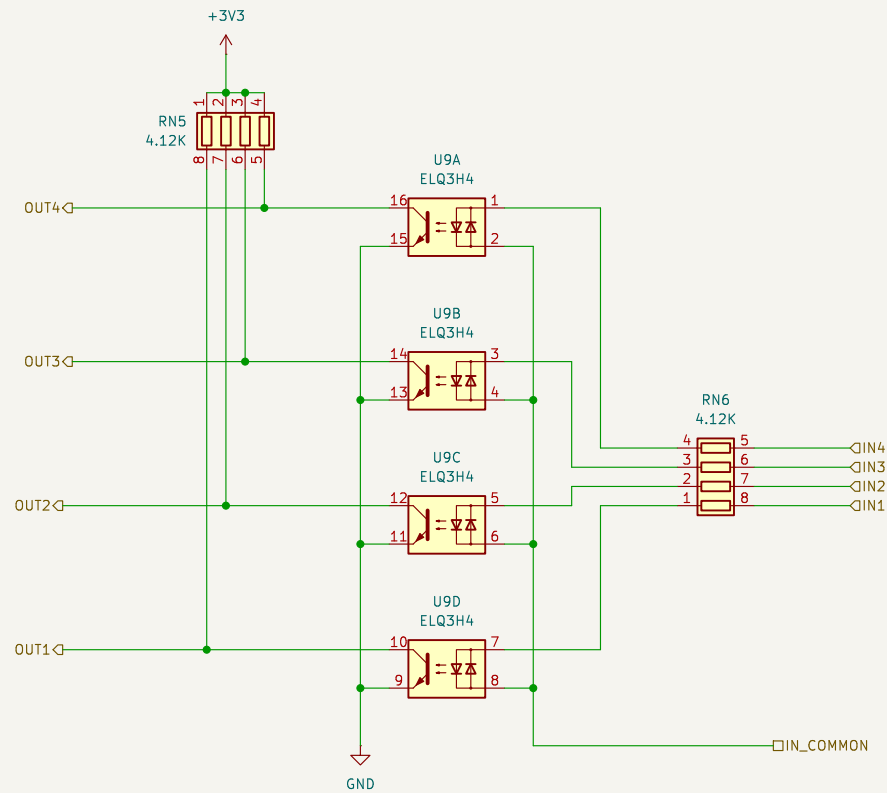 +3V3
1 2 3 4
RN5
4.12K
8 7 6 5
U9A
ELQ3H4
OUT4 16 1
15 2
U9B
ELQ3H4
OUT3 14 3
13 4
RN6
4.12K
4 5 IN4
3 6 IN3
2 7 IN2
1 8 IN1
U9C
ELQ3H4
OUT2 12 5
11 6
U9D
ELQ3H4
OUT1 10 7
9 8
IN_COMMON
GND